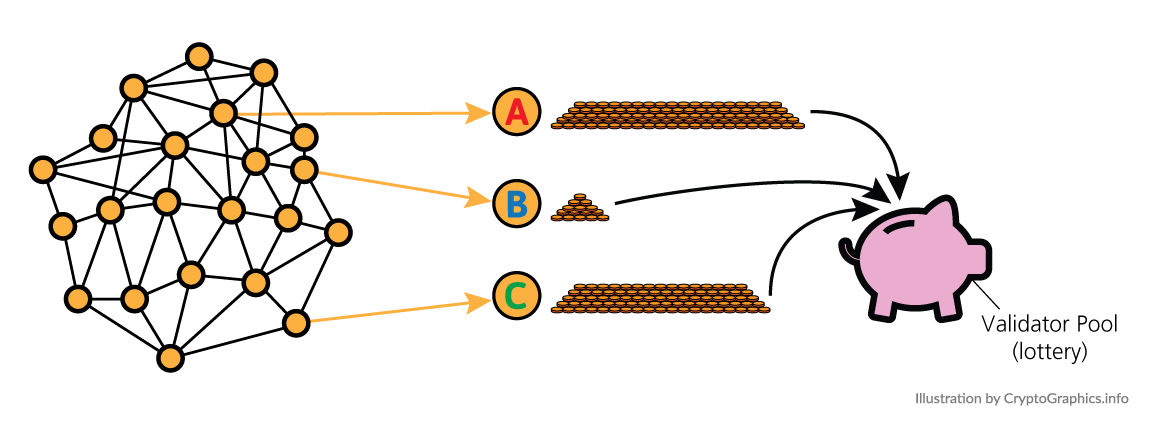 A
B
C
Validator Pool
(lottery)
Illustration by CryptoGraphics.info